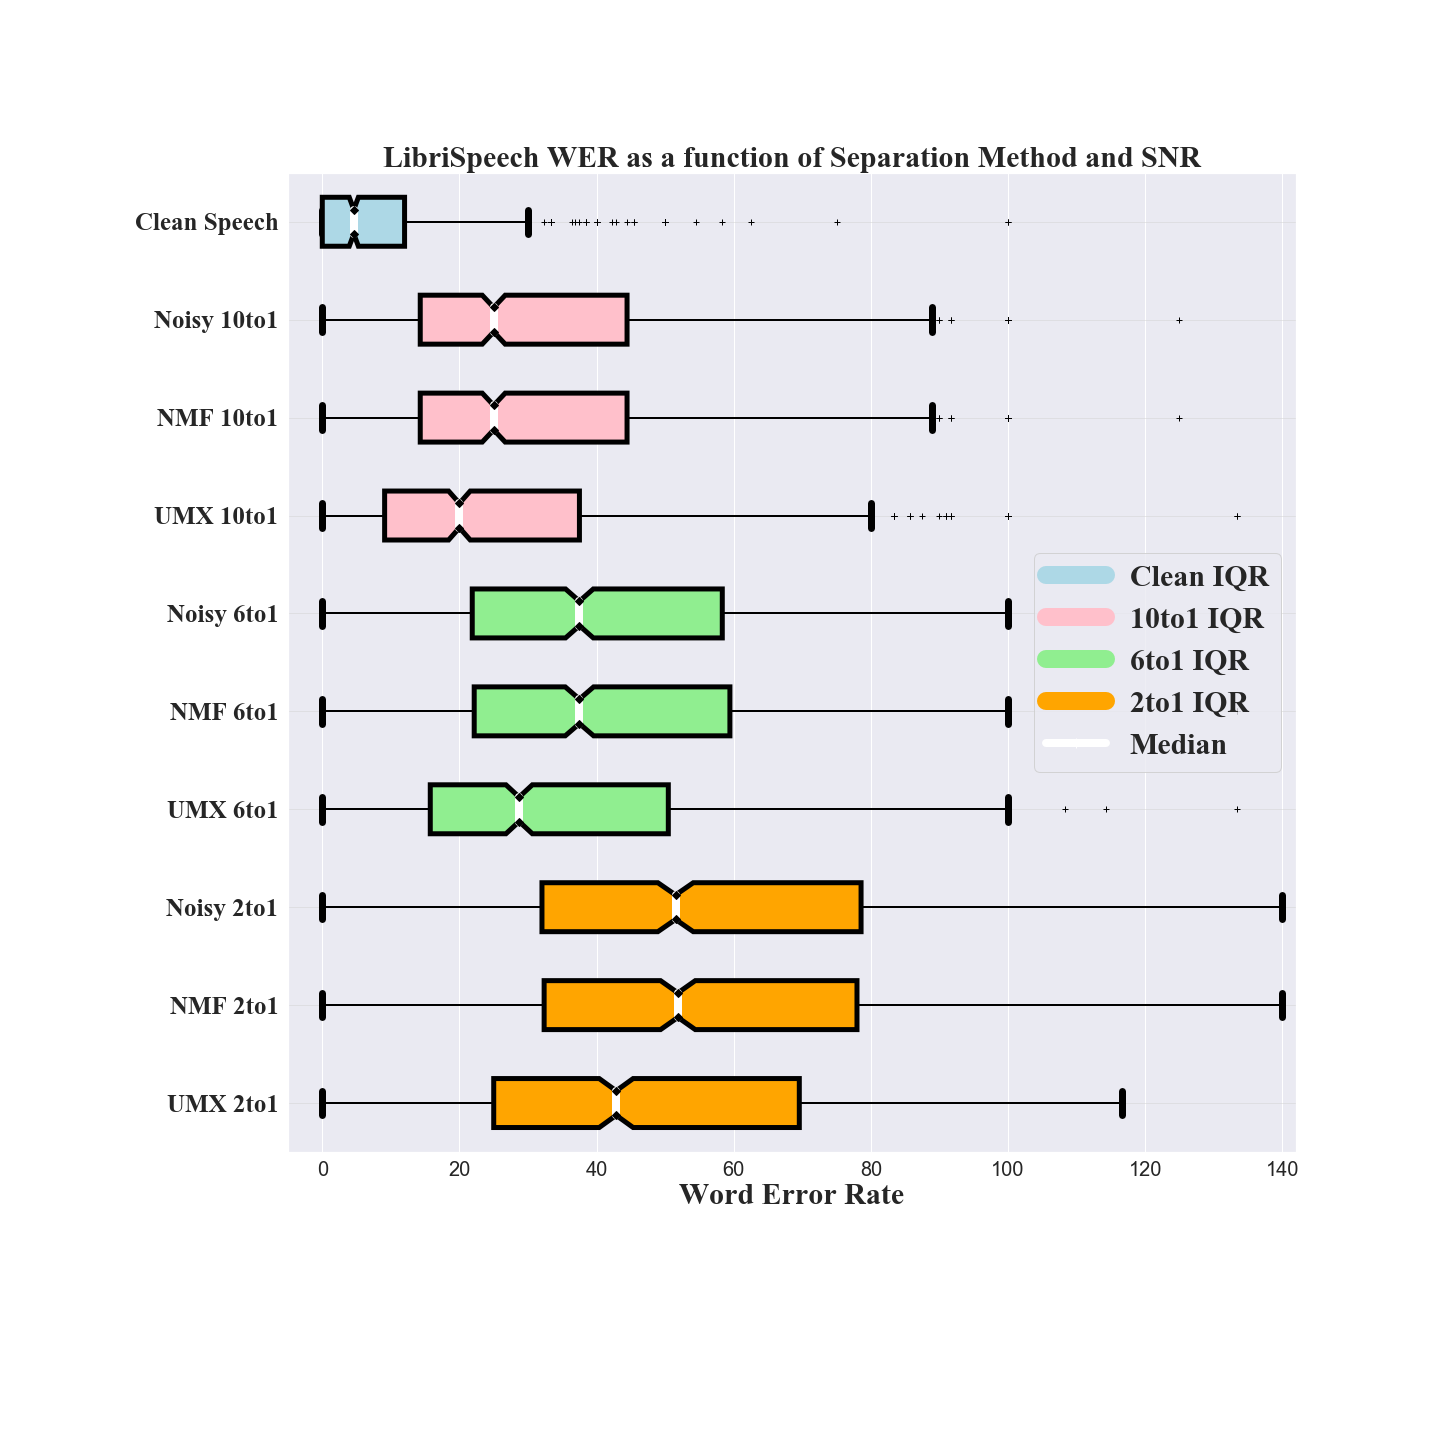 LibriSpeech WER as a function of Separation Method and SNR
Clean Speech
Noisy 10to1
NMF 10to1
UMX 10to1
Noisy 6to1
NMF 6to1
UMX 6to1
Noisy 2to1
NMF 2to1
UMX 2to1
Clean IQR
10to1 IQR
6to1 IQR
2to1 IQR
Median
0 20 40 60 80 100 120 140
Word Error Rate